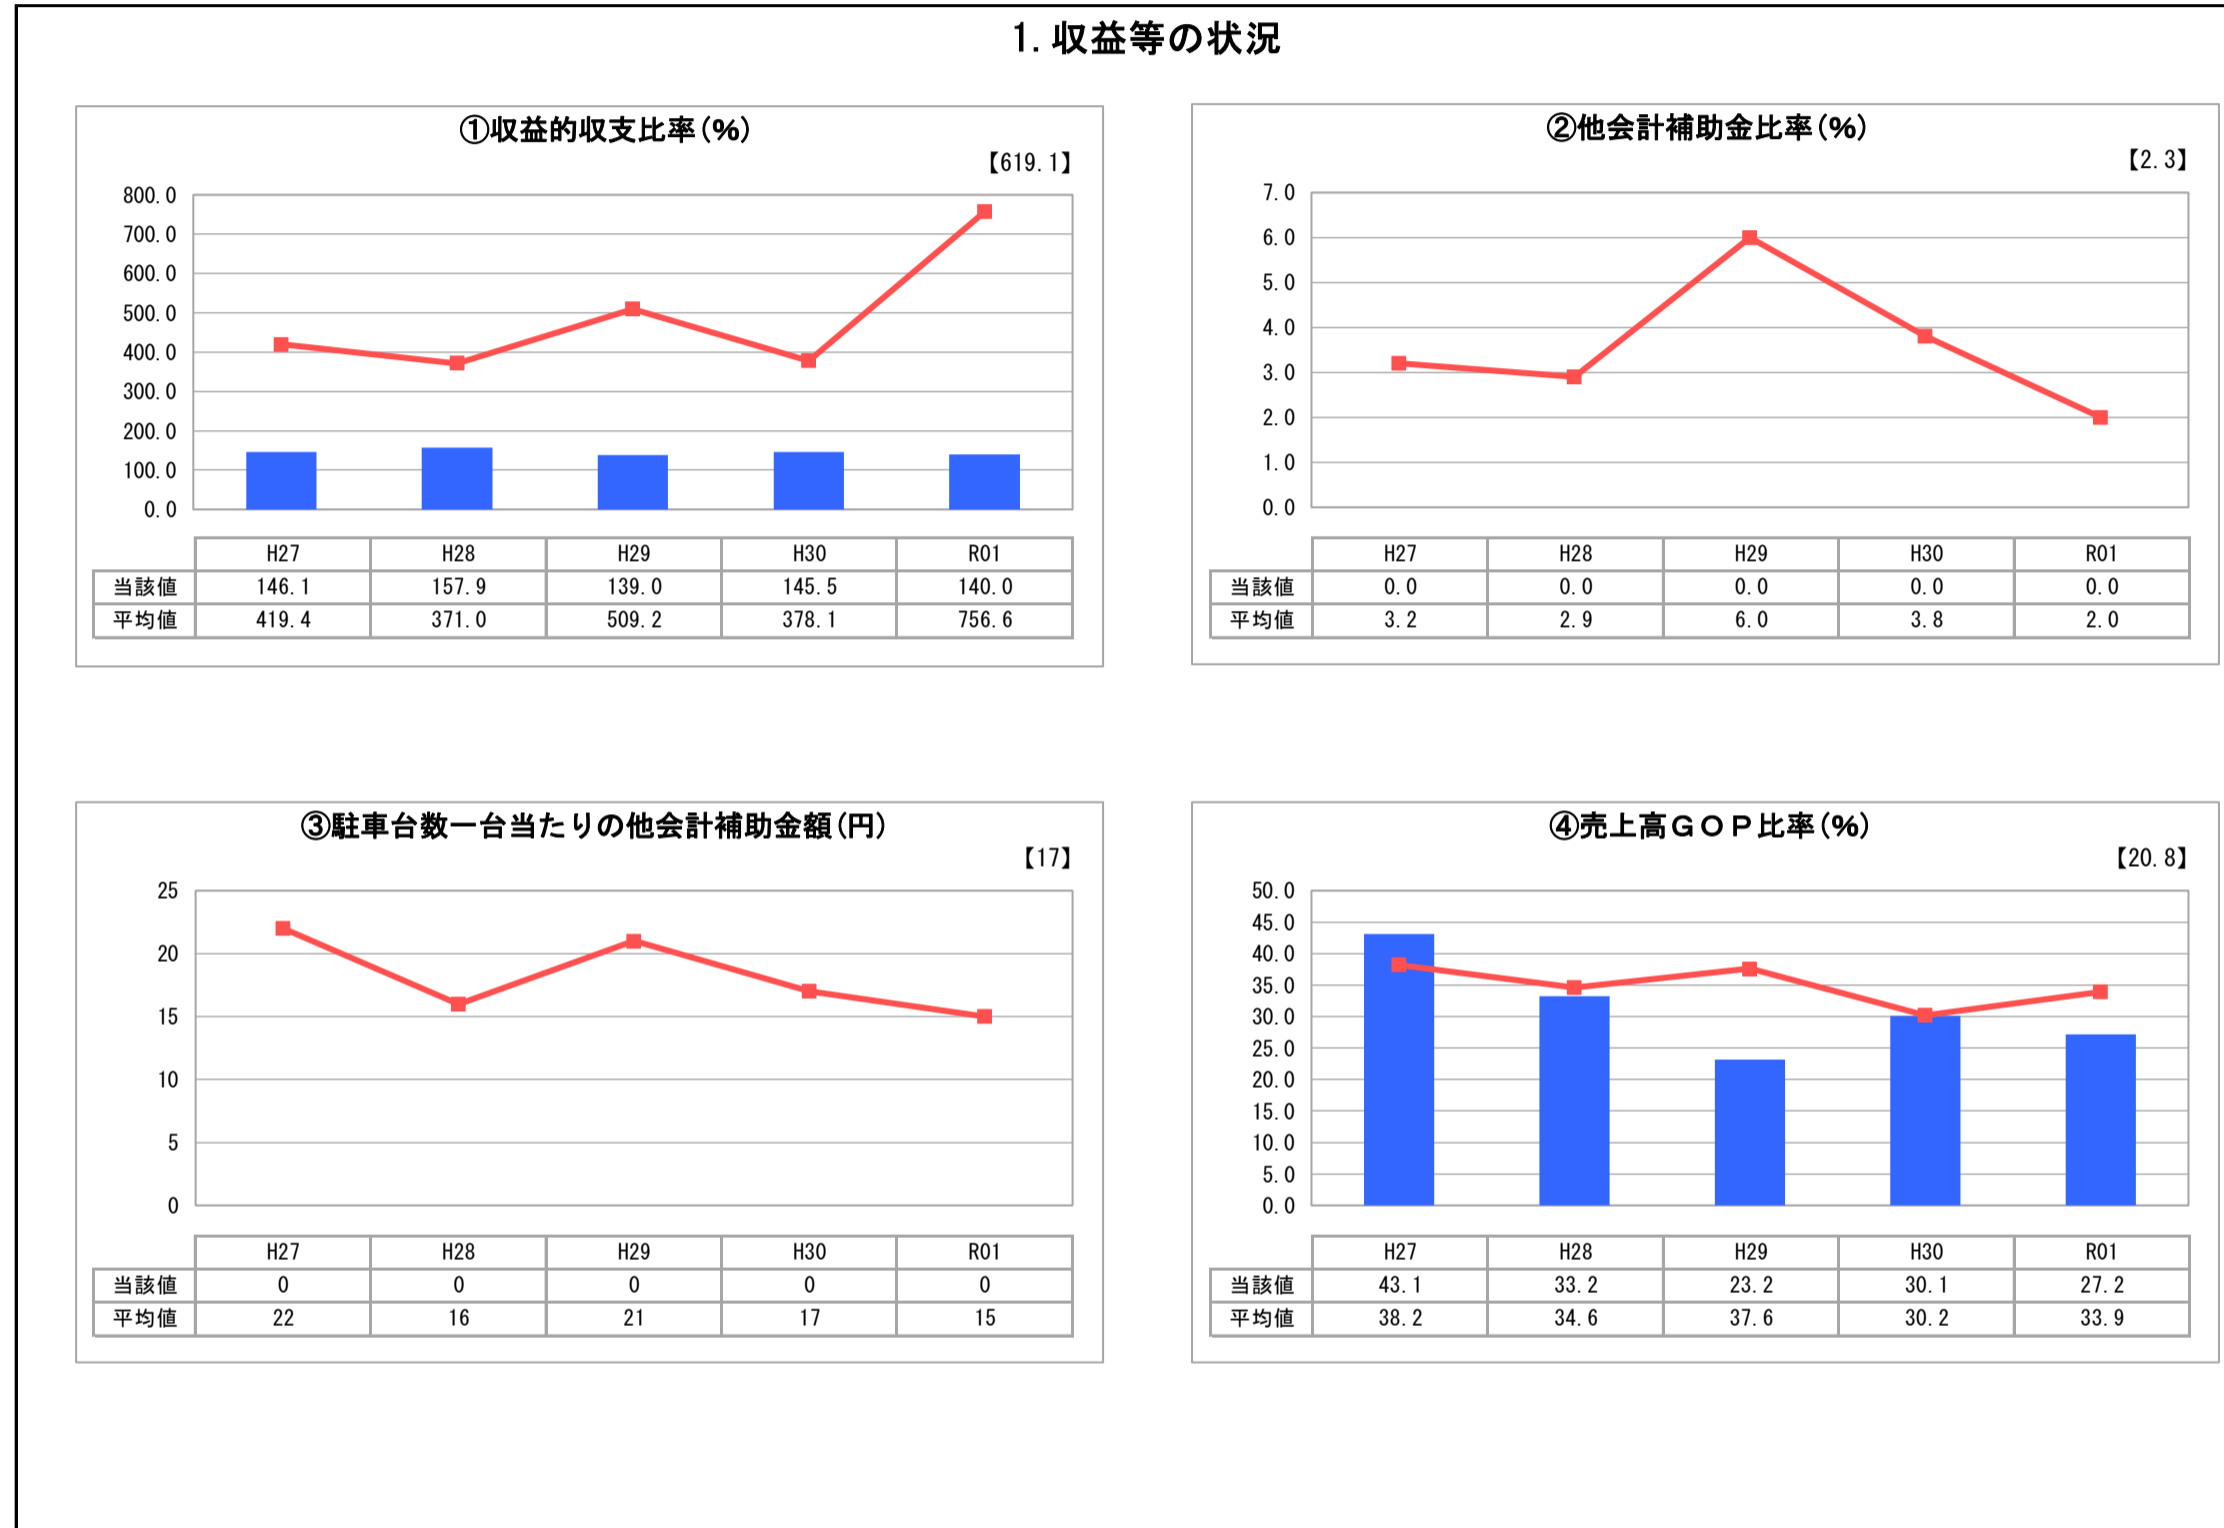 1. 収益等の状況
①収益的収支比率(%)
【619.1】
800.0
700.0
600.0
500.0
400.0
300.0
200.0
100.0
0.0
H27 H28 H29 H30 R01
当該値 146.1 157.9 139.0 145.5 140.0
平均値 419.4 371.0 509.2 378.1 756.6
②他会計補助金比率(%)
【2.3】
7.0
6.0
5.0
4.0
3.0
2.0
1.0
0.0
H27 H28 H29 H30 R01
当該値 0.0 0.0 0.0 0.0 0.0
平均値 3.2 2.9 6.0 3.8 2.0
③駐車台数一台当たりの他会計補助金額(円)
【17】
25
20
15
10
5
0
H27 H28 H29 H30 R01
当該値 0 0 0 0 0
平均値 22 16 21 17 15
④売上高ＧＯＰ比率(%)
【20.8】
50.0
45.0
40.0
35.0
30.0
25.0
20.0
15.0
10.0
5.0
0.0
H27 H28 H29 H30 R01
当該値 43.1 33.2 23.2 30.1 27.2
平均値 38.2 34.6 37.6 30.2 33.9